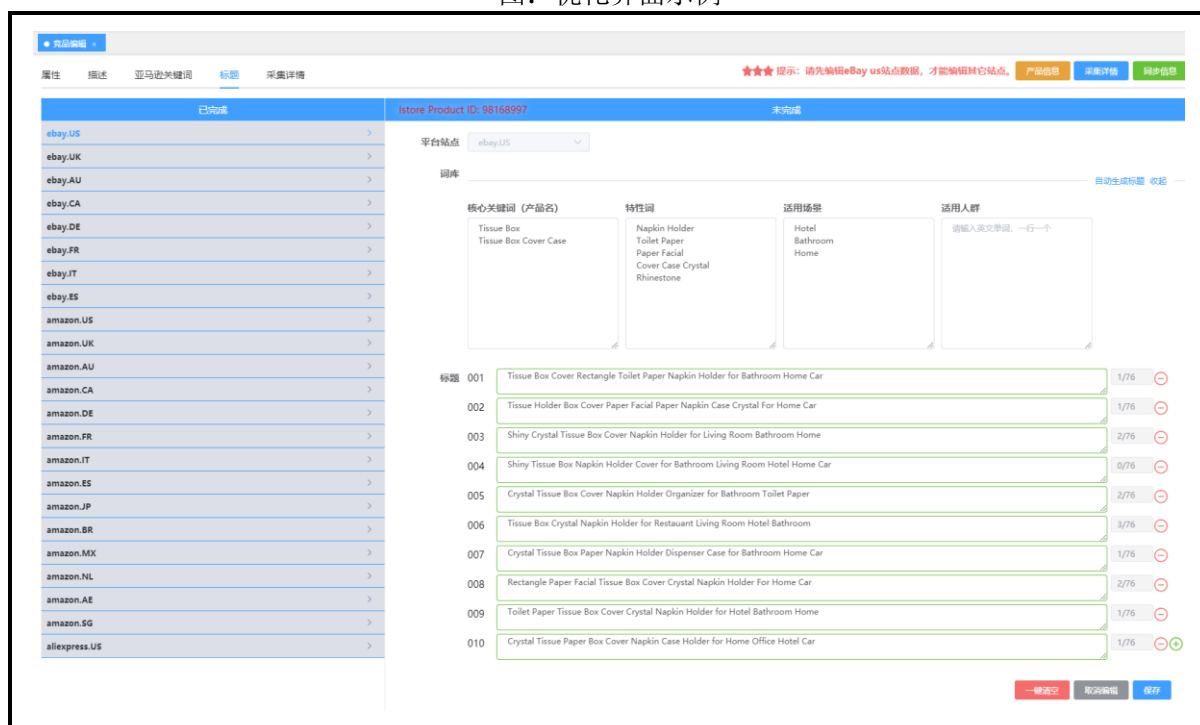 图：优化界面示例
● 竞品编辑 ×
属性 描述 亚马逊关键词 标题 采集详情
★★★ 提示：请先编辑eBay us站点数据，才能编辑其它站点。 产品信息 采集详情 同步信息
已完成
Istore Product ID: 98168997 未完成
ebay.US
ebay.UK
ebay.AU
ebay.CA
ebay.DE
ebay.FR
ebay.IT
ebay.ES
amazon.US
amazon.UK
amazon.AU
amazon.CA
amazon.DE
amazon.FR
amazon.IT
amazon.ES
amazon.JP
amazon.BR
amazon.MX
amazon.NL
amazon.AE
amazon.SG
aliexpress.US
平台站点 ebay.US
词库
自动生成标题 收起
核心关键词（产品名） 特性词 适用场景 适用人群
Tissue Box
Tissue Box Cover Case
Napkin Holder
Toilet Paper
Paper Facial
Cover Case Crystal
Rhinestone
Hotel
Bathroom
Home
请输入英文单词，一行一个
标题 001 Tissue Box Cover Rectangle Toilet Paper Napkin Holder for Bathroom Home Car 1/76
002 Tissue Holder Box Cover Paper Facial Paper Napkin Case Crystal For Home Car 1/76
003 Shiny Crystal Tissue Box Cover Napkin Holder for Living Room Bathroom Home 2/76
004 Shiny Tissue Box Napkin Holder Cover for Bathroom Living Room Hotel Home Car 0/76
005 Crystal Tissue Box Cover Napkin Holder Organizer for Bathroom Toilet Paper 2/76
006 Tissue Box Crystal Napkin Holder for Restauant Living Room Hotel Bathroom 3/76
007 Crystal Tissue Box Paper Napkin Holder Dispenser Case for Bathroom Home Car 1/76
008 Rectangle Paper Facial Tissue Box Cover Crystal Napkin Holder For Home Car 2/76
009 Toilet Paper Tissue Box Cover Crystal Napkin Holder for Hotel Bathroom Home 1/76
010 Crystal Tissue Paper Box Cover Napkin Case Holder for Home Office Hotel Car 1/76
一键清空 取消编辑 保存